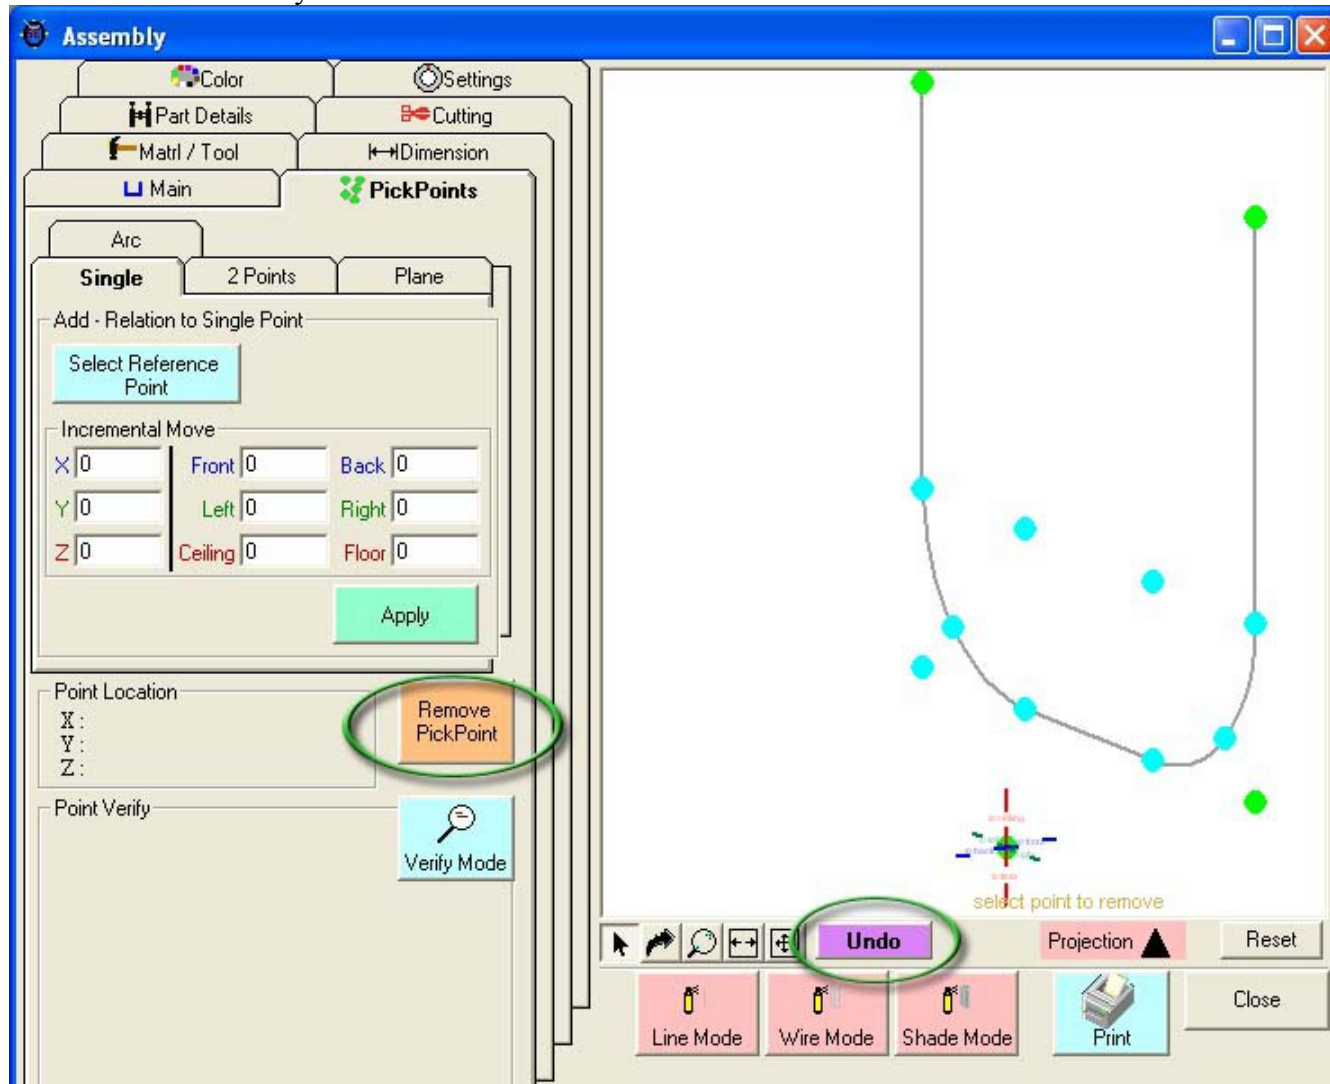 Assembly
Color
Settings
Part Details
Cutting
Matrl / Tool
Dimension
Main
PickPoints
Arc
Single
2 Points
Plane
Add - Relation to Single Point
Select Reference
Point
Incremental Move
X 0 Front 0 Back 0
Y 0 Left 0 Right 0
Z 0 Ceiling 0 Floor 0
Apply
Point Location
X :
Y :
Z :
Remove
PickPoint
Point Verify
Verify Mode
select point to remove
Undo
Projection
Reset
Line Mode
Wire Mode
Shade Mode
Print
Close